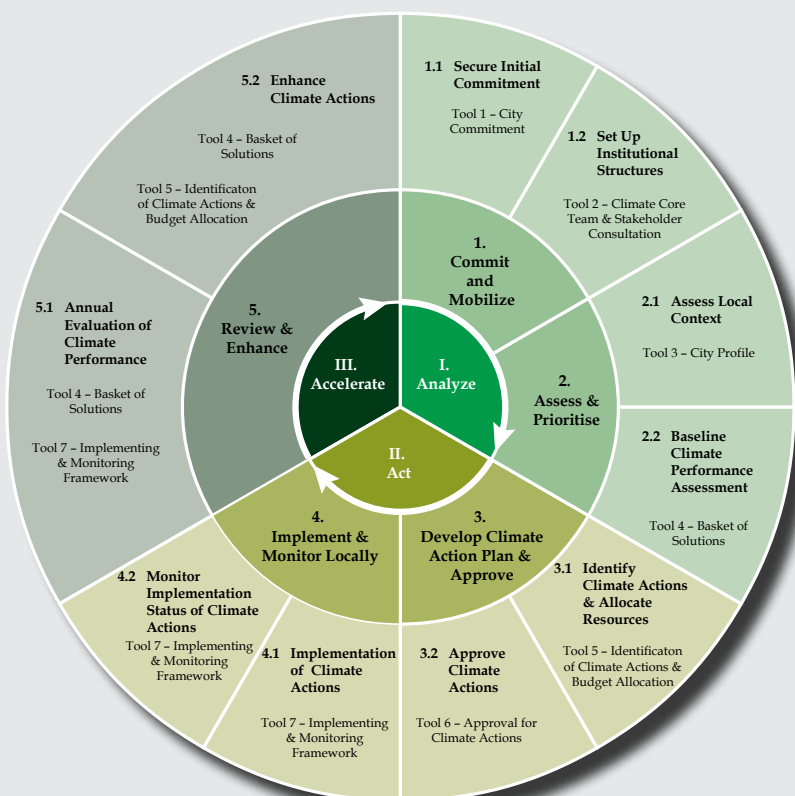 I.
Analyze
II.
Act
III.
Accelerate
1.
Commit
and
Mobilize
2.
Assess &
Prioritise
3.
Develop Climate
Action Plan &
Approve
4.
Implement &
Monitor Locally
5.
Review &
Enhance
1.1 Secure Initial
Commitment
Tool 1 – City
Commitment
1.2 Set Up
Institutional
Structures
Tool 2 – Climate Core
Team & Stakeholder
Consultation
2.1 Assess Local
Context
Tool 3 – City Profile
2.2 Baseline
Climate
Performance
Assessment
Tool 4 – Basket of
Solutions
3.1 Identify
Climate Actions
& Allocate
Resources
Tool 5 – Identificaton
of Climate Actions &
Budget Allocation
3.2 Approve
Climate
Actions
Tool 6 – Approval for
Climate Actions
4.1 Implementation
of Climate
Actions
Tool 7 – Implementing
& Monitoring
Framework
4.2 Monitor
Implementation
Status of Climate
Actions
Tool 7 – Implementing
& Monitoring
Framework
5.1 Annual
Evaluation of
Climate
Performance
Tool 4 – Basket of
Solutions
Tool 7 – Implementing
& Monitoring
Framework
5.2 Enhance
Climate Actions
Tool 4 – Basket of
Solutions
Tool 5 – Identificaton
of Climate Actions &
Budget Allocation